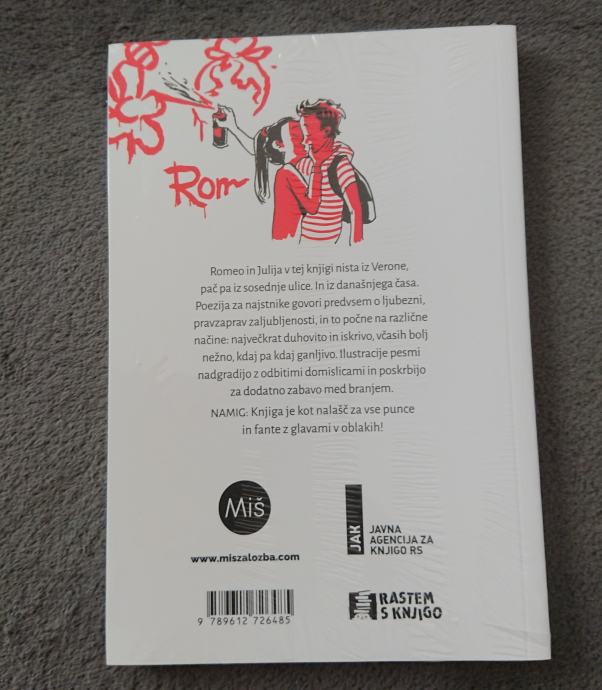 Rom
Romeo in Julija v tej knjigi nista iz Verone,
pač pa iz sosednje ulice. In iz današnjega časa.
Poezija za najstnike govori predvsem o ljubezni,
pravzaprav zaljubljenosti, in to počne na različne
načine: največkrat duhovito in iskrivo, včasih bolj
nežno, kdaj pa kdaj ganljivo. Ilustracije pesmi
nadgradijo z odbitimi domislicami in poskrbijo
za dodatno zabavo med branjem.
NAMIG: Knjiga je kot nalašč za vse punce
in fante z glavami v oblakih!
Miš
www.miszalozba.com
JAK
JAVNA
AGENCIJA ZA
KNJIGO RS
9 789612 726485
RASTEM
S KNJIGO